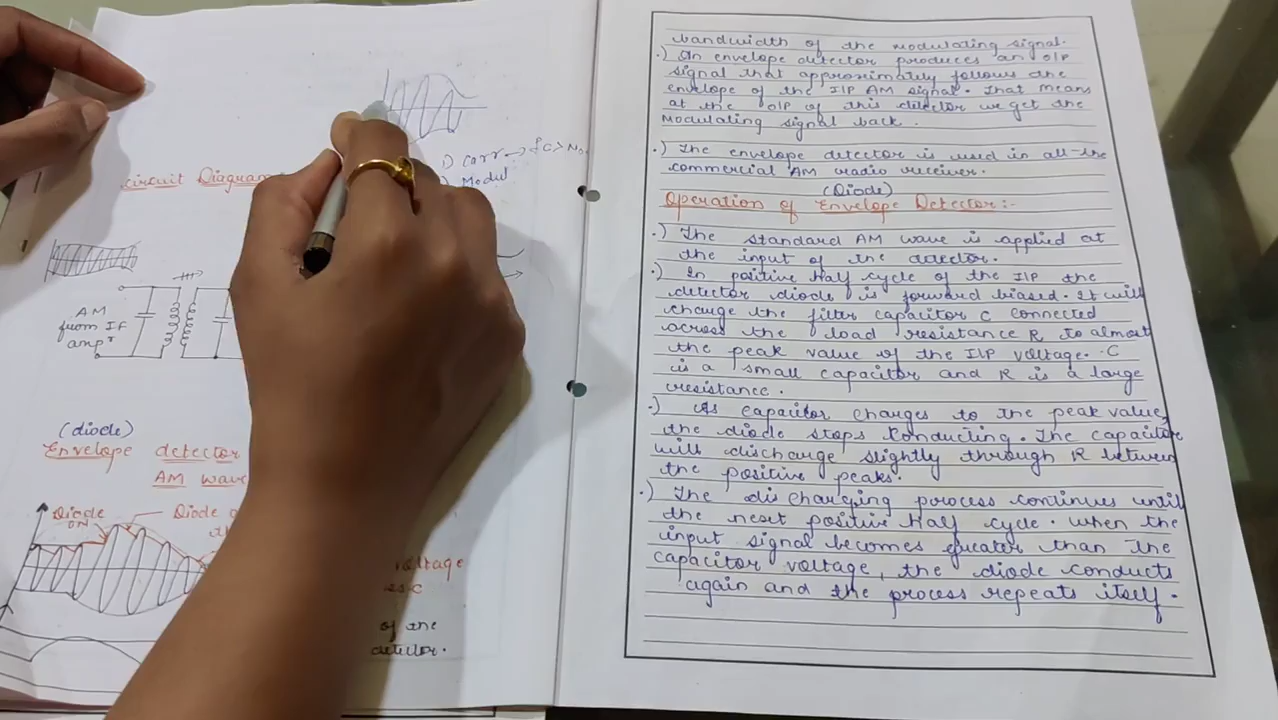 1) Carr → fc >
Modul
Circuit Diagram
AM
from IF
ampr
(diode)
Envelope detector
AM wave
Diode
ON
Diode
voltage
ss C
of the
detector.
bandwidth of the modulating signal.
.) An envelope detector produces an O/P
signal that approximately follows the
envelope of the I/P AM signal. That means
at the O/P of this detector we get the
Modulating signal back.
.) The envelope detector is used in all the
commercial AM radio receiver.
(Diode)
Operation of Envelope Detector:-
.) The standard AM wave is applied at
the input of the detector.
.) In positive half cycle of the I/P the
detector diode is forward biased. It will
charge the filter capacitor C connected
across the load resistance R to almost
the peak value of the I/P voltage. C
is a small capacitor and R is a large
resistance.
.) As capacitor charges to the peak value,
the diode stops conducting. The capacitor
will discharge slightly through R between
the positive peaks.
.) The discharging process continues until
the next positive half cycle. When the
input signal becomes greater than the
capacitor voltage, the diode conducts
again and the process repeats itself.